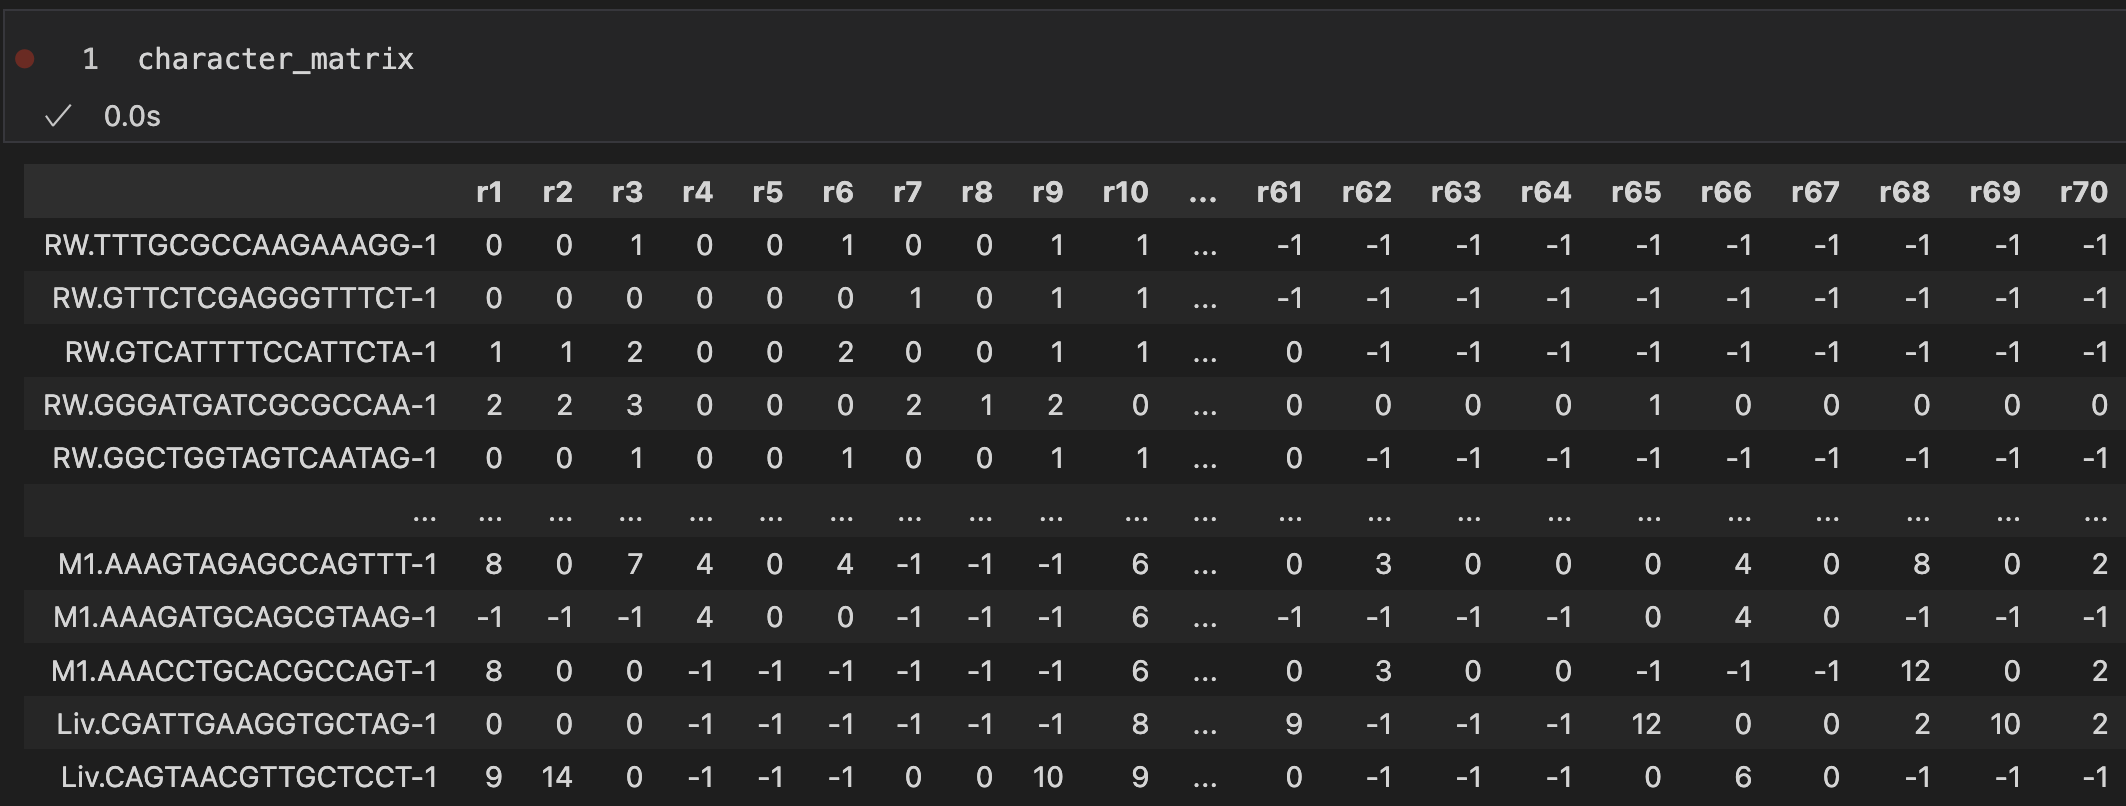 1 character_matrix
0.0s
r1 r2 r3 r4 r5 r6 r7 r8 r9 r10 ... r61 r62 r63 r64 r65 r66 r67 r68 r69 r70
RW.TTTGCGCCAAGAAAGG-1 0 0 1 0 0 1 0 0 1 1 ... -1 -1 -1 -1 -1 -1 -1 -1 -1 -1
RW.GTTCTCGAGGGTTTCT-1 0 0 0 0 0 0 1 0 1 1 ... -1 -1 -1 -1 -1 -1 -1 -1 -1 -1
RW.GTCATTTTCCATTCTA-1 1 1 2 0 0 2 0 0 1 1 ... 0 -1 -1 -1 -1 -1 -1 -1 -1 -1
RW.GGGATGATCGCGCCAA-1 2 2 3 0 0 0 2 1 2 0 ... 0 0 0 0 1 0 0 0 0 0
RW.GGCTGGTAGTCAATAG-1 0 0 1 0 0 1 0 0 1 1 ... 0 -1 -1 -1 -1 -1 -1 -1 -1 -1
... ... ... ... ... ... ... ... ... ... ... ... ... ... ... ... ... ... ... ... ... ...
M1.AAAGTAGAGCCAGTTT-1 8 0 7 4 0 4 -1 -1 -1 6 ... 0 3 0 0 0 4 0 8 0 2
M1.AAAGATGCAGCGTAAG-1 -1 -1 -1 4 0 0 -1 -1 -1 6 ... -1 -1 -1 -1 0 4 0 -1 -1 -1
M1.AAACCTGCACGCCAGT-1 8 0 0 -1 -1 -1 -1 -1 -1 6 ... 0 3 0 0 -1 -1 -1 12 0 2
Liv.CGATTGAAGGTGCTAG-1 0 0 0 -1 -1 -1 -1 -1 -1 8 ... 9 -1 -1 -1 12 0 0 2 10 2
Liv.CAGTAACGTTGCTCCT-1 9 14 0 -1 -1 -1 0 0 10 9 ... 0 -1 -1 -1 0 6 0 -1 -1 -1